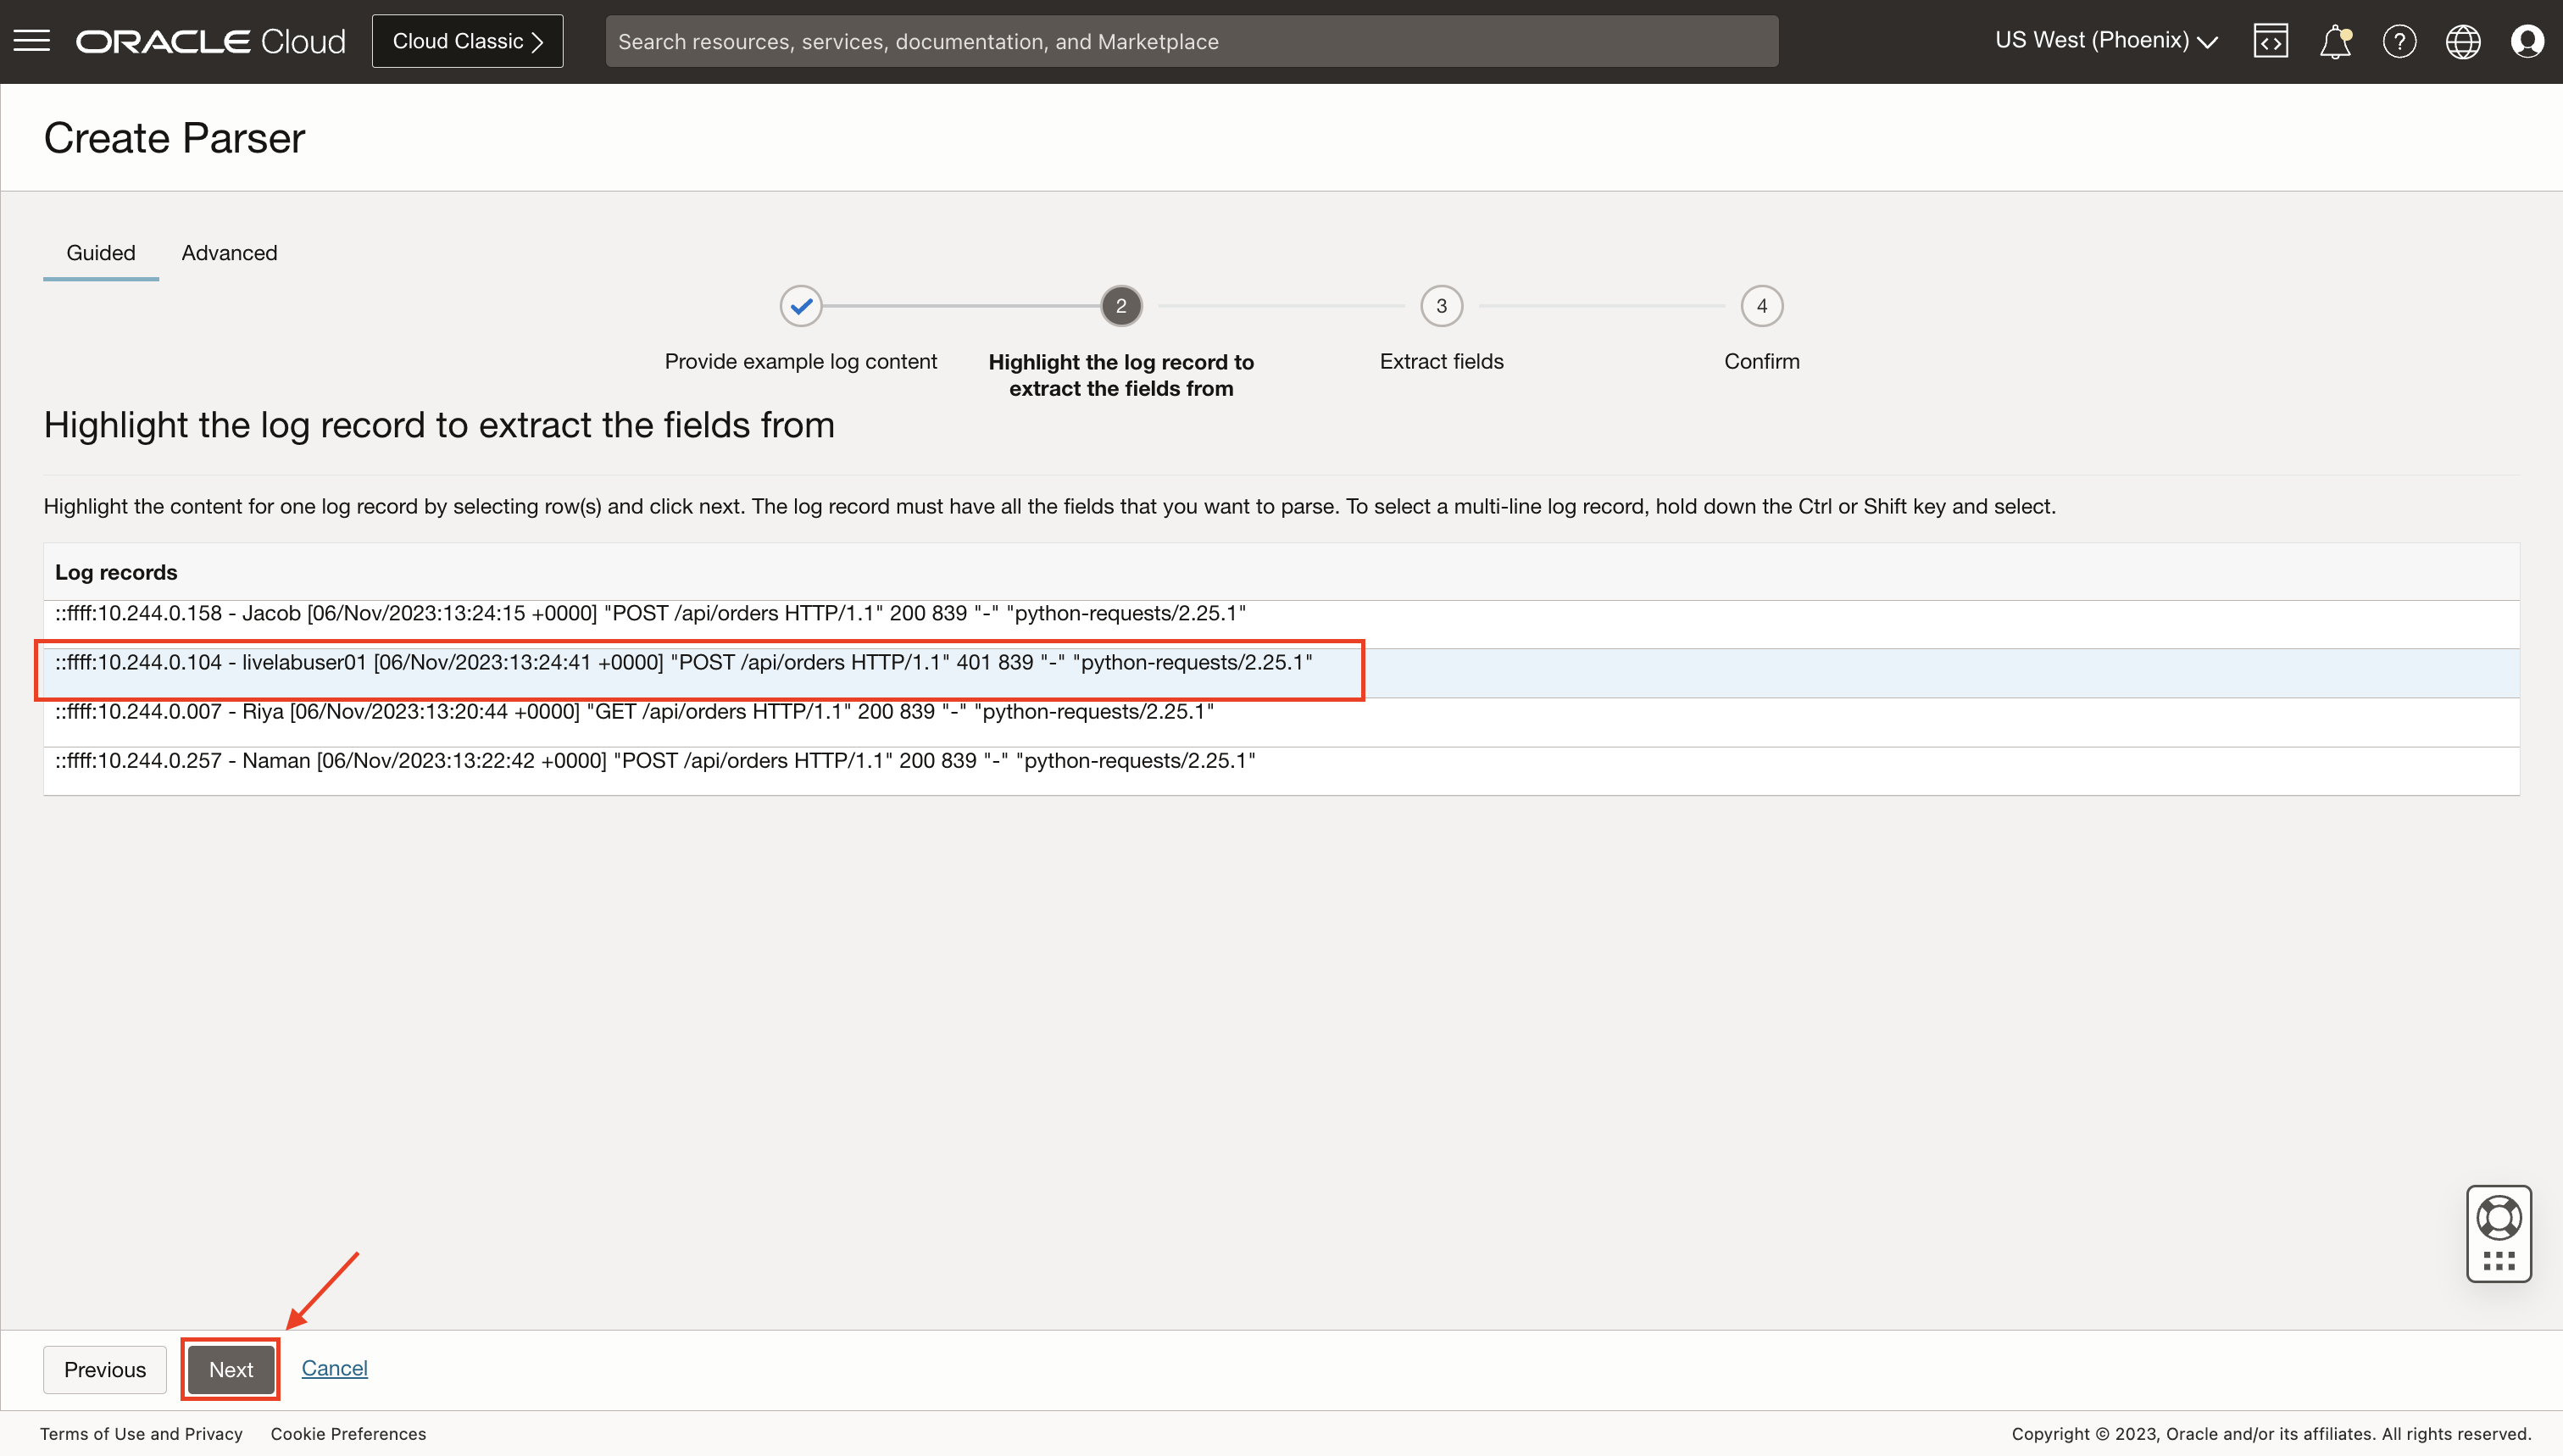 ORACLE Cloud
Cloud Classic
Search resources, services, documentation, and Marketplace
US West (Phoenix)
?
Create Parser
Guided
Advanced
2
3
4
Provide example log content
Highlight the log record to
extract the fields from
Extract fields
Confirm
Highlight the log record to extract the fields from
Highlight the content for one log record by selecting row(s) and click next. The log record must have all the fields that you want to parse. To select a multi-line log record, hold down the Ctrl or Shift key and select.
Log records
::ffff:10.244.0.158 - Jacob [06/Nov/2023:13:24:15 +0000] "POST /api/orders HTTP/1.1" 200 839 "-" "python-requests/2.25.1"
::ffff:10.244.0.104 - livelabuser01 [06/Nov/2023:13:24:41 +0000] "POST /api/orders HTTP/1.1" 401 839 "-" "python-requests/2.25.1"
::ffff:10.244.0.007 - Riya [06/Nov/2023:13:20:44 +0000] "GET /api/orders HTTP/1.1" 200 839 "-" "python-requests/2.25.1"
::ffff:10.244.0.257 - Naman [06/Nov/2023:13:22:42 +0000] "POST /api/orders HTTP/1.1" 200 839 "-" "python-requests/2.25.1"
Previous
Next
Cancel
Terms of Use and Privacy
Cookie Preferences
Copyright © 2023, Oracle and/or its affiliates. All rights reserved.